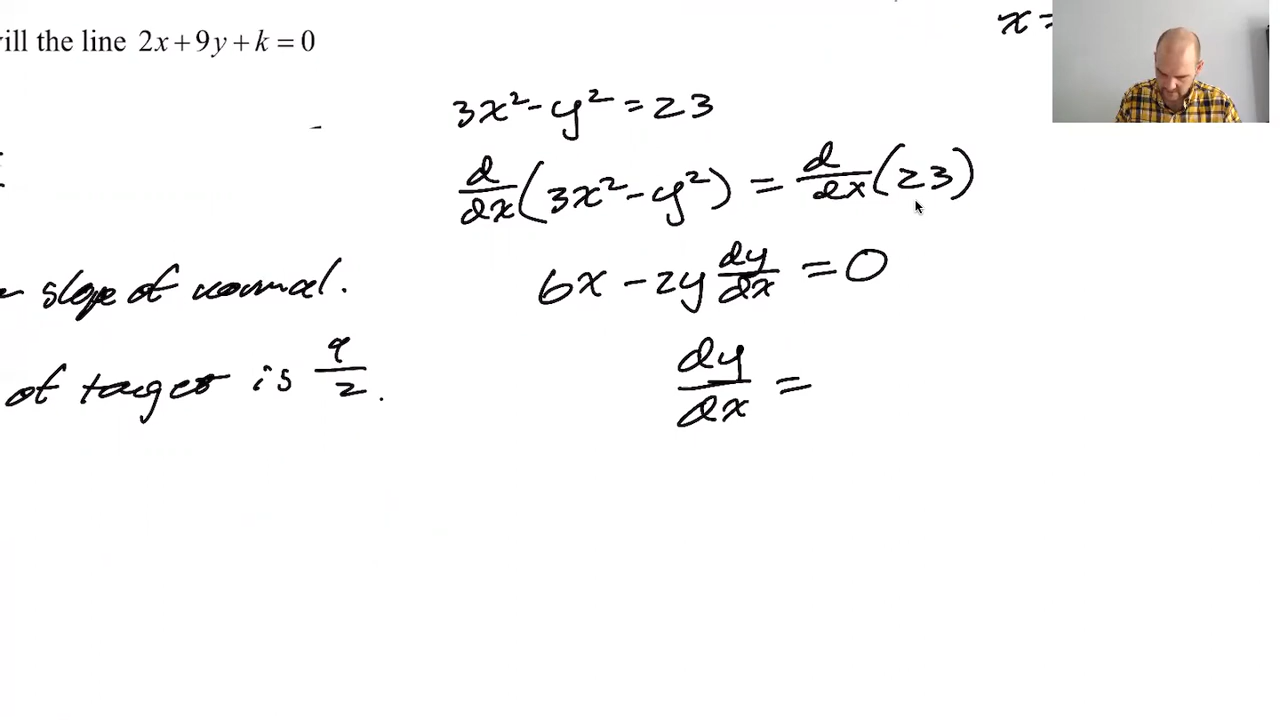 ill the line 2x + 9y + k = 0
x =
3x² - y² = 23
d/dx (3x² - y²) = d/dx (23)
6x - 2y dy/dx = 0
slope of normal.
of tanget is 9/2.
dy/dx =